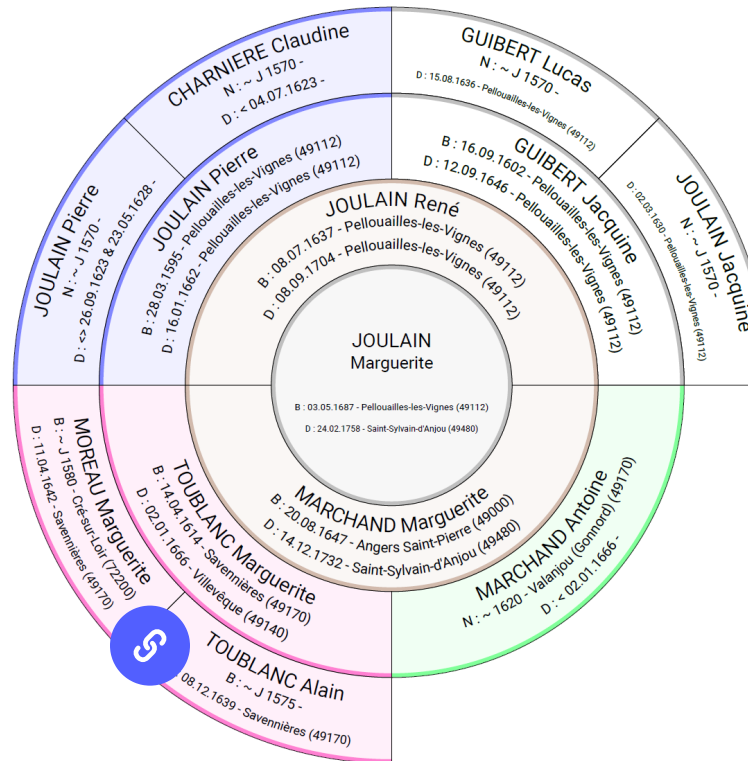 CHARNIERE Claudine
N : ~ J 1570 -
D : < 04.07.1623 -
GUIBERT Lucas
N : ~ J 1570 -
D : 15.08.1636 - Pellouailles-les-Vignes (49112)
JOULAIN Pierre
N : ~ J 1570 -
D : <> 26.09.1623 & 23.05.1628 -
JOULAIN Pierre
B : 28.03.1595 - Pellouailles-les-Vignes (49112)
D : 16.01.1662 - Pellouailles-les-Vignes (49112)
GUIBERT Jacquine
B : 16.09.1602 - Pellouailles-les-Vignes (49112)
D : 12.09.1646 - Pellouailles-les-Vignes (49112)
JOULAIN Jacquine
N : ~ J 1570 -
D : 02.03.1630 - Pellouailles-les-Vignes (49112)
JOULAIN René
B : 08.07.1637 - Pellouailles-les-Vignes (49112)
D : 08.09.1704 - Pellouailles-les-Vignes (49112)
JOULAIN
Marguerite
B : 03.05.1687 - Pellouailles-les-Vignes (49112)
D : 24.02.1758 - Saint-Sylvain-d'Anjou (49480)
MARCHAND Marguerite
B : 20.08.1647 - Angers Saint-Pierre (49000)
D : 14.12.1732 - Saint-Sylvain-d'Anjou (49480)
MOREAU Marguerite
B : ~ J 1580 - Cré-sur-Loir (72200)
D : 11.04.1642 - Savennières (49170)
TOUBLANC Marguerite
B : 14.04.1614 - Savennières (49170)
D : 02.01.1666 - Villevêque (49140)
MARCHAND Antoine
N : ~ 1620 - Valanjou (Gonnord) (49170)
D : < 02.01.1666 -
TOUBLANC Alain
B : ~ J 1575 -
08.12.1639 - Savennières (49170)